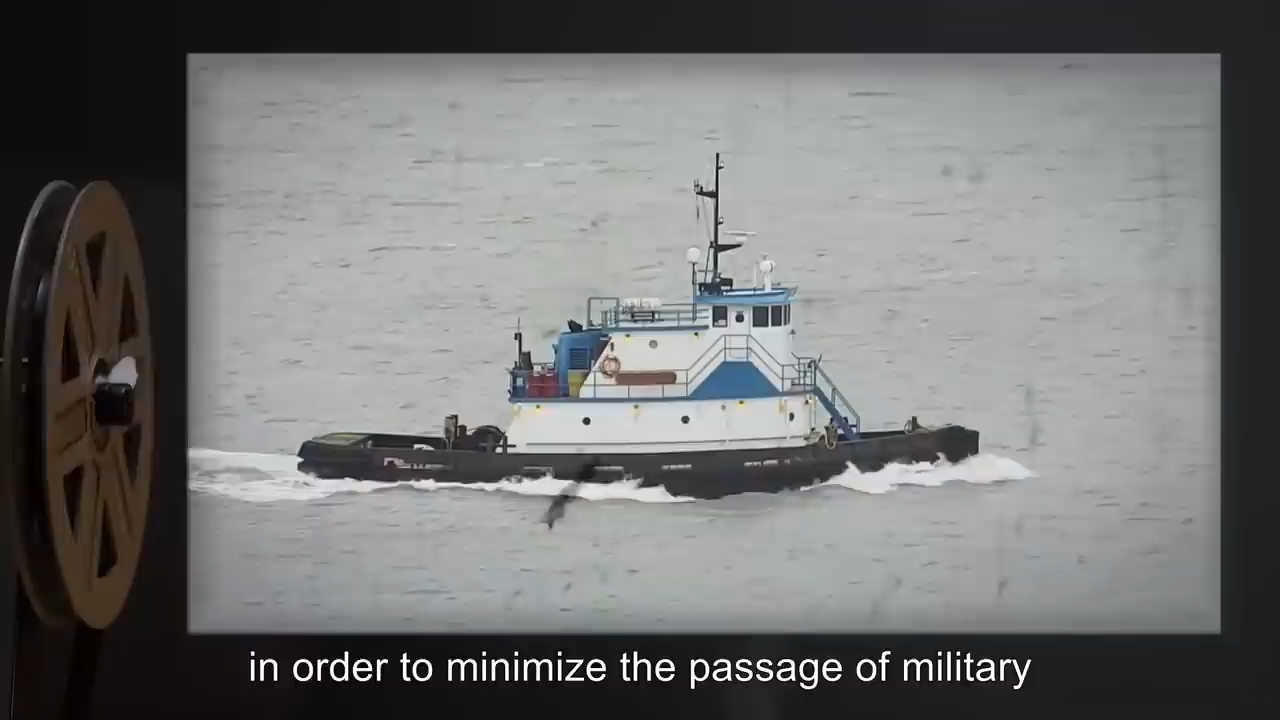 in order to minimize the passage of military